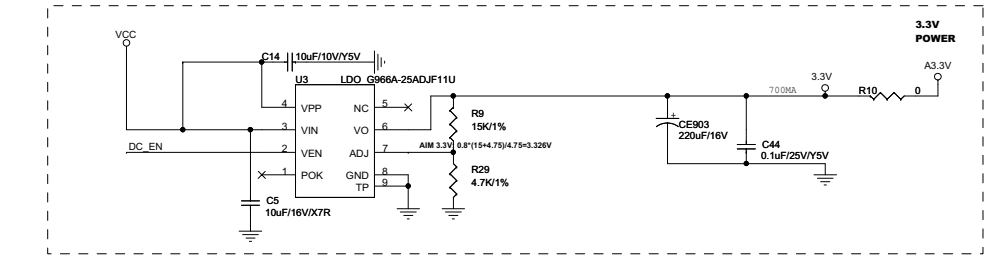 3.3V
POWER
VCC
C14 10uF/10V/Y5V
U3 LDO G966A-25ADJF11U
A3.3V
3.3V
700MA
R10 0
4 VPP NC 5
3 VIN VO 6
DC_EN 2 VEN ADJ 7
1 POK GND 8
TP 9
R9
15K/1%
AIM 3.3V 0.8*(15+4.75)/4.75=3.326V
R29
4.7K/1%
CE903
220uF/16V
+
C44
0.1uF/25V/Y5V
C5
10uF/16V/X7R